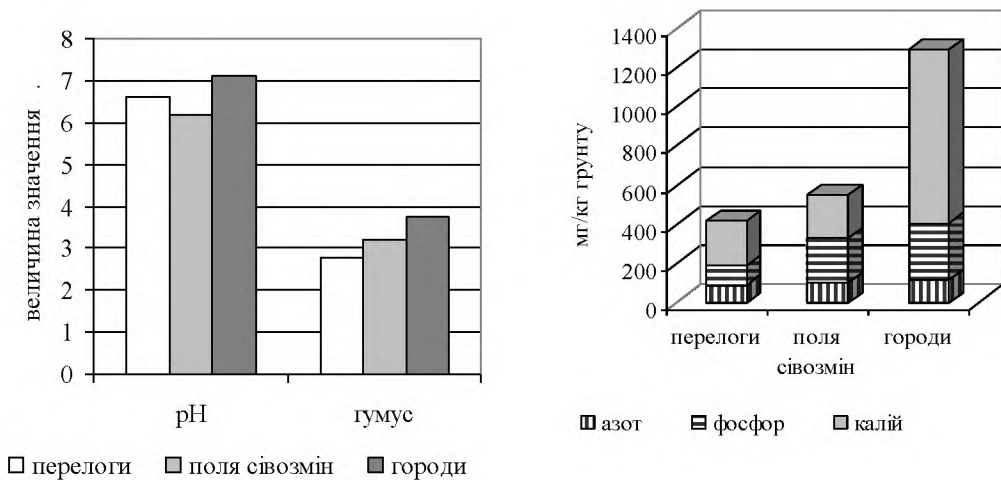 8
7
6
5
4
3
2
1
0
величина значення .
рН
гумус
перелоги
поля сівозмін
городи
1400
1200
1000
800
600
400
200
0
мг/кг грунту
перелоги
поля
сівозмін
городи
азот
фосфор
калій